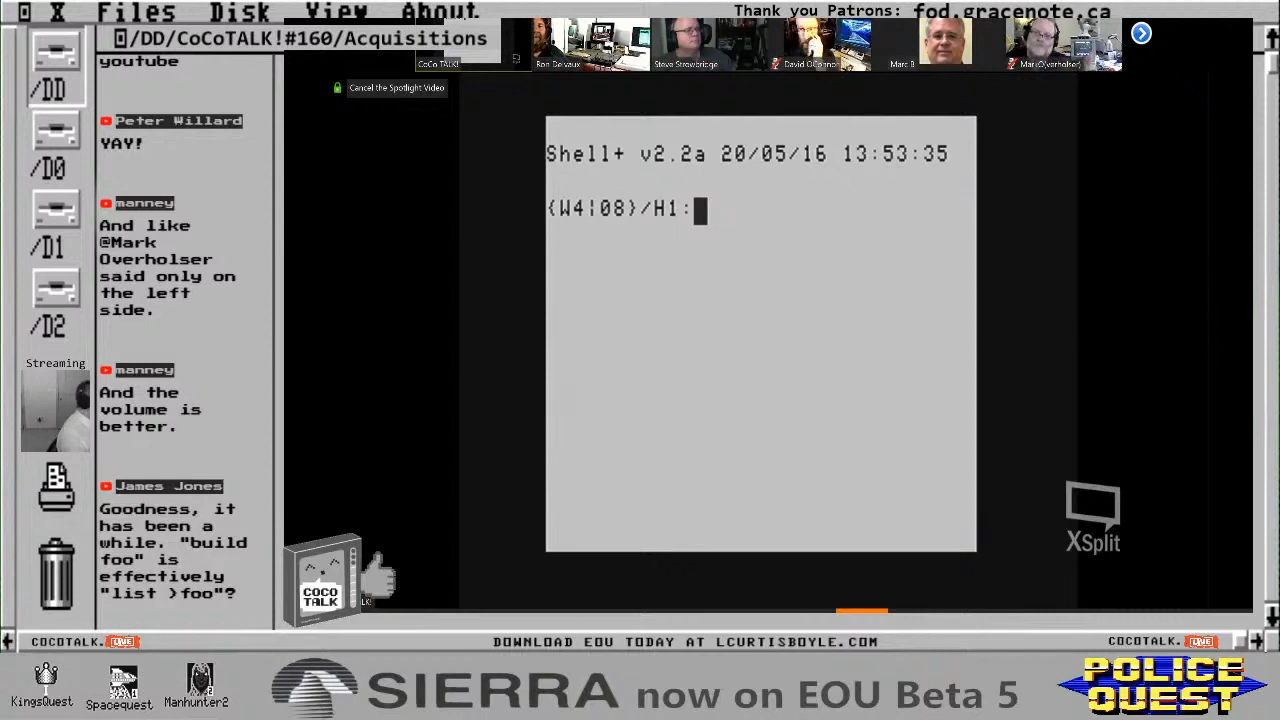 X Files Disk View About
Thank you Patrons: fod.gracenote.ca
/DD/CoCoTALK!#160/Acquisitions
CoCo TALK!
Ron Delvaux
Steve Strowbridge
David OConnor
Marc B
MarkO(verholser)
Cancel the Spotlight Video
/DD
/D0
/D1
/D2
Streaming
youtube
Peter Willard
YAY!
manney
And like
@Mark
Overholser
said only on
the left
side.
manney
And the
volume is
better.
James Jones
Goodness, it
has been a
while. "build
foo" is
effectively
"list >foo"?
Shell+ v2.2a 20/05/16 13:53:35
{W4|08}/H1:
XSplit
COCO
TALK
LK!
COCOTALK.LIVE
DOWNLOAD EOU TODAY AT LCURTISBOYLE.COM
COCOTALK.LIVE
KingsQuest
Spacequest
Manhunter2
SIERRA now on EOU Beta 5
POLICE
QUEST